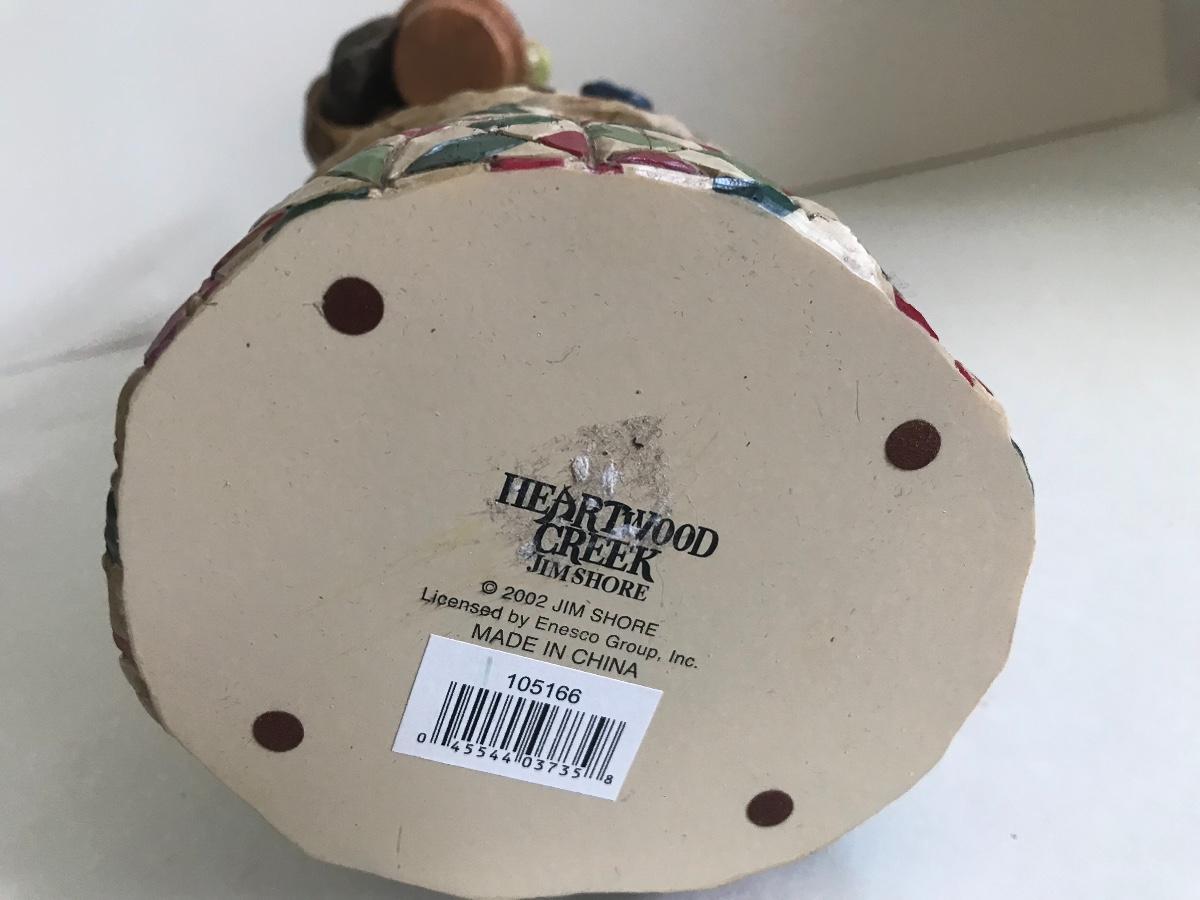 HEARTWOOD
CREEK
JIM SHORE
© 2002 JIM SHORE
Licensed by Enesco Group, Inc.
MADE IN CHINA
105166
0 45544 03735 8